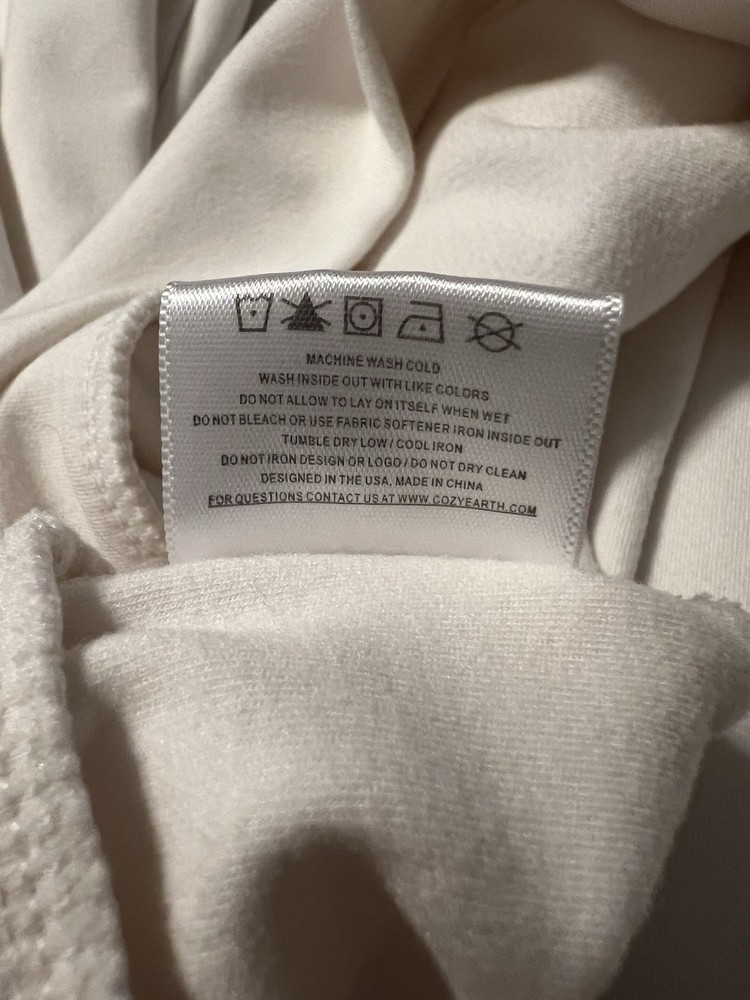 MACHINE WASH COLD
WASH INSIDE OUT WITH LIKE COLORS
DO NOT ALLOW TO LAY ON ITSELF WHEN WET
DO NOT BLEACH OR USE FABRIC SOFTENER IRON INSIDE OUT
TUMBLE DRY LOW / COOL IRON
DO NOT IRON DESIGN OR LOGO / DO NOT DRY CLEAN
DESIGNED IN THE USA, MADE IN CHINA
FOR QUESTIONS CONTACT US AT WWW.COZYEARTH.COM